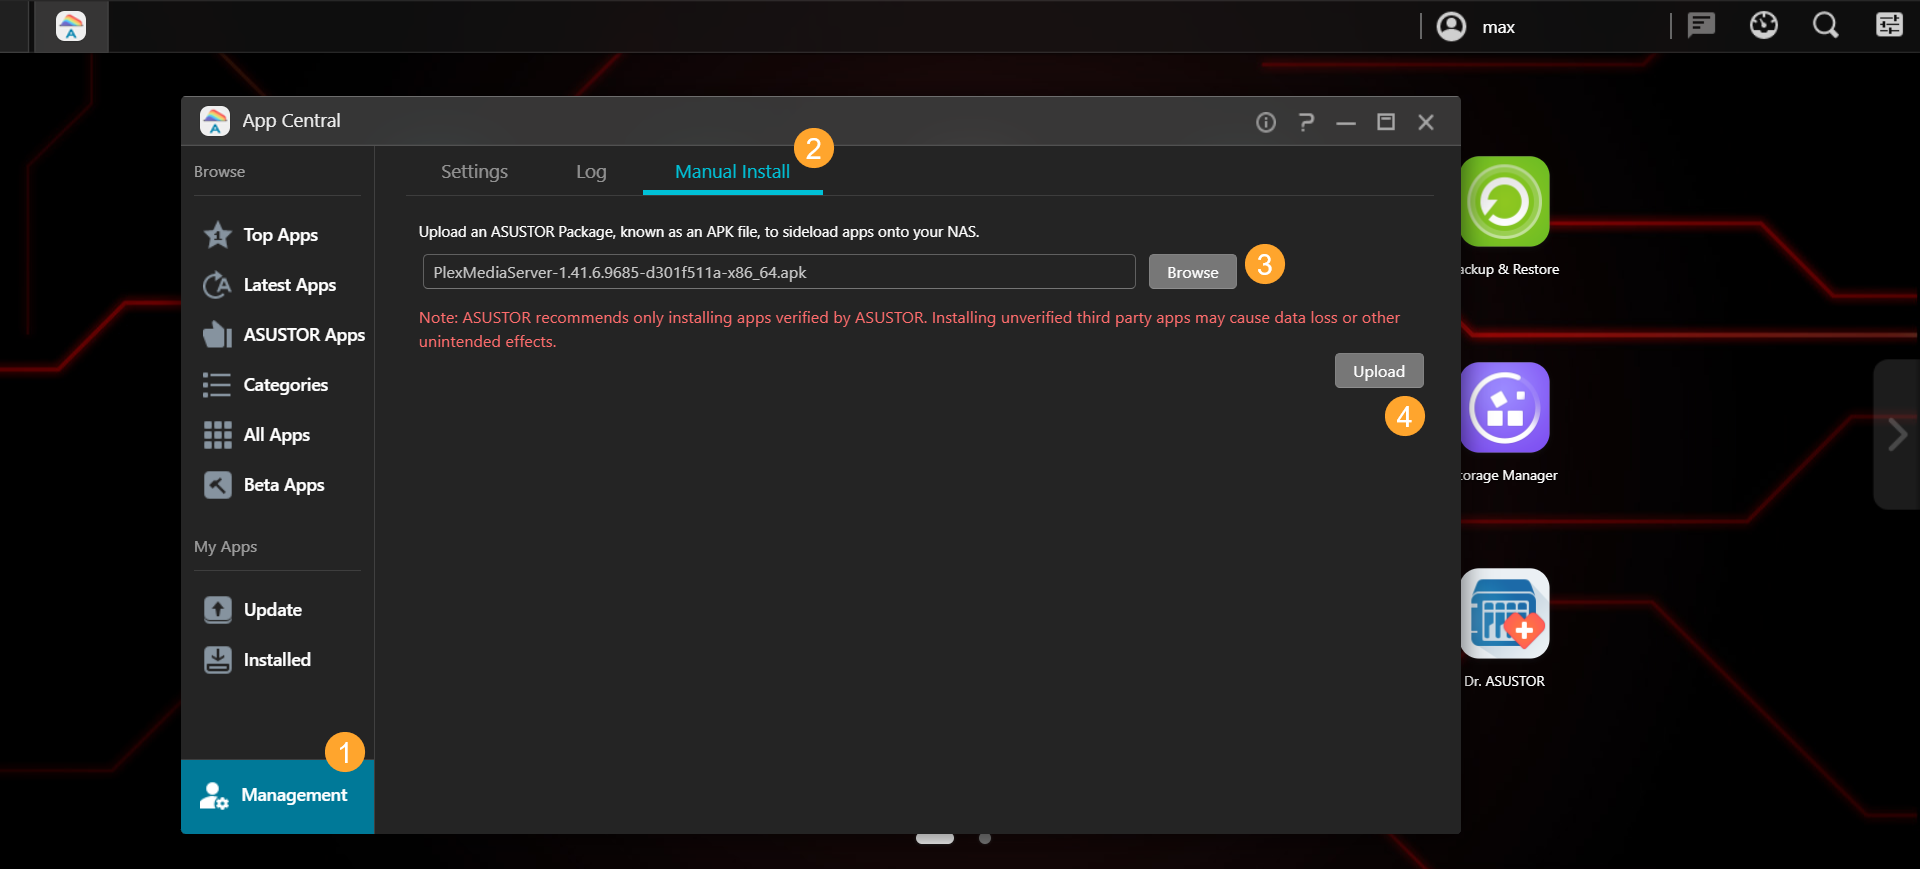 max
App Central
Browse
Top Apps
Latest Apps
ASUSTOR Apps
Categories
All Apps
Beta Apps
My Apps
Update
Installed
1
Management
Settings
Log
Manual Install
2
Upload an ASUSTOR Package, known as an APK file, to sideload apps onto your NAS.
PlexMediaServer-1.41.6.9685-d301f511a-x86_64.apk
Browse
3
Note: ASUSTOR recommends only installing apps verified by ASUSTOR. Installing unverified third party apps may cause data loss or other
unintended effects.
Upload
4
ackup & Restore
torage Manager
Dr. ASUSTOR